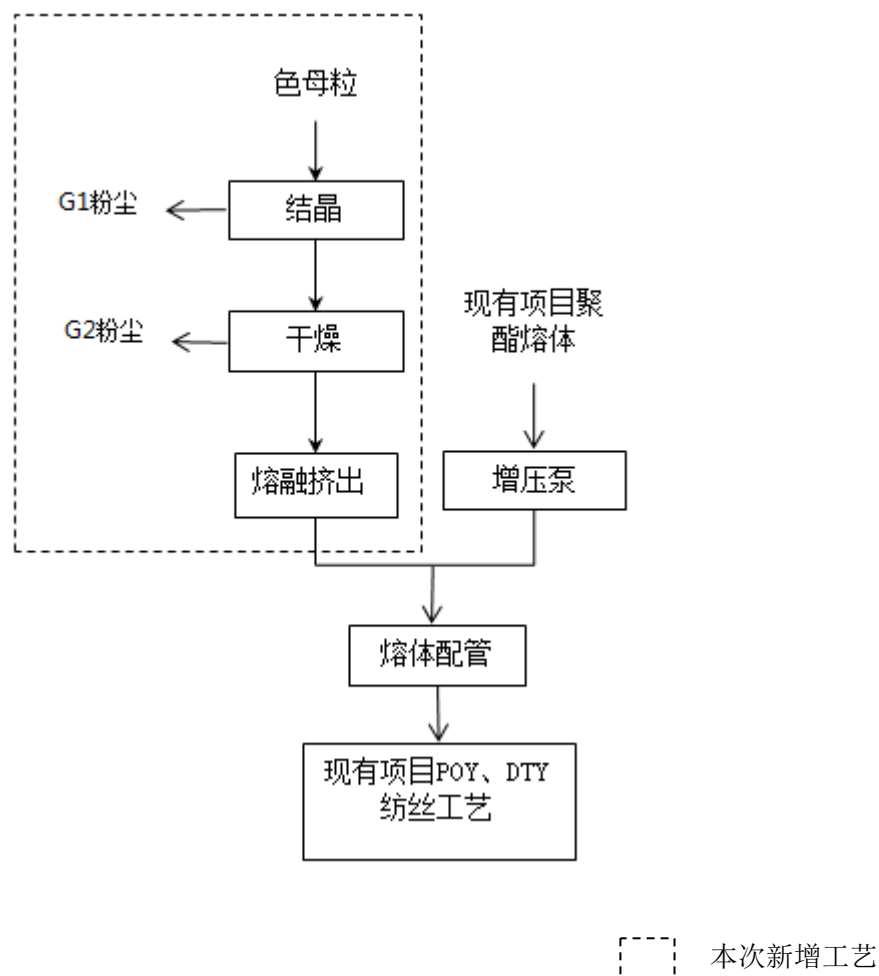 色母粒
G1粉尘
结晶
G2粉尘
干燥
现有项目聚
酯熔体
熔融挤出
增压泵
熔体配管
现有项目POY、DTY
纺丝工艺
本次新增工艺